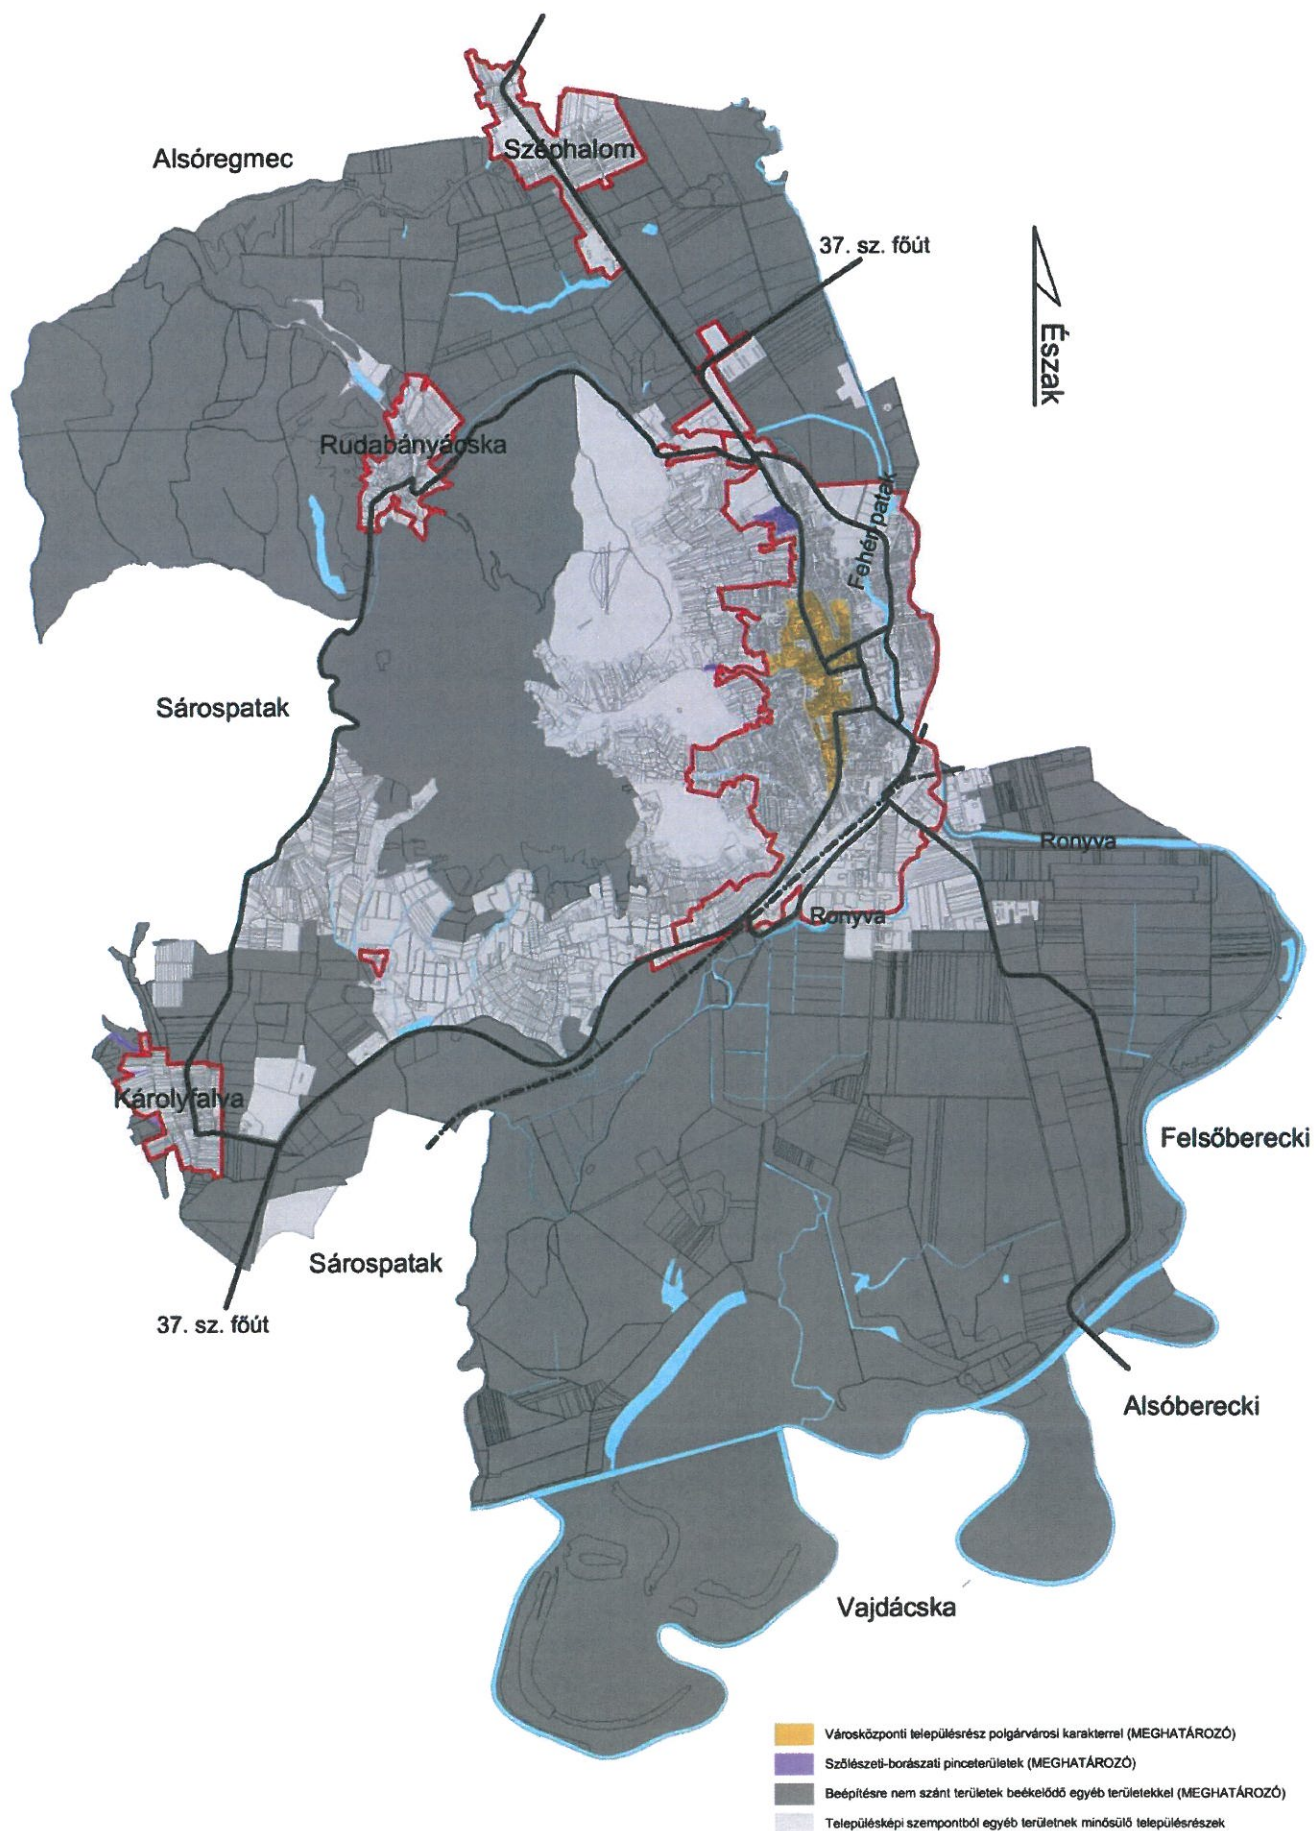 Széphalom
Alsóregmec
37. sz. főút
Észak
Rudabányácska
Fehérpatak
Sárospatak
Ronyva
Ronyva
Károlyfalva
Felsőberecki
Sárospatak
37. sz. főút
Alsóberecki
Vajdácska
Városközponti településrész polgárvárosi karakterrel (MEGHATÁROZÓ)
Szőlészeti-borászati pinceterületek (MEGHATÁROZÓ)
Beépítésre nem szánt területek beékelődő egyéb területekkel (MEGHATÁROZÓ)
Településképi szempontból egyéb területnek minősülő településrészek